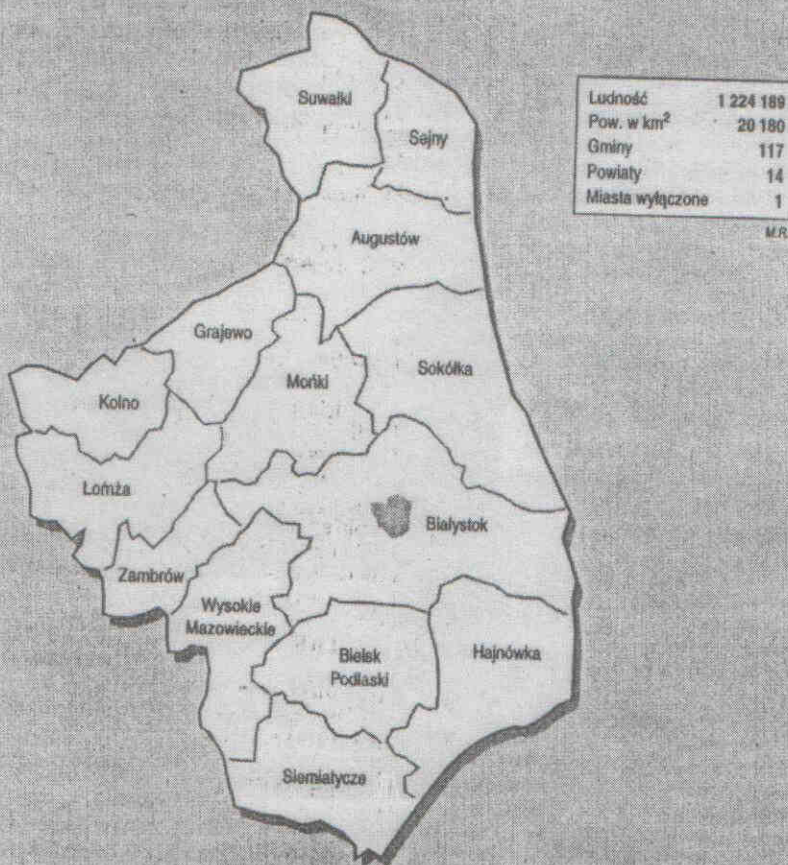 Suwałki
Sejny
Ludność 1 224 189
Pow. w km² 20 180
Gminy 117
Powiaty 14
Miasta wyłączone 1
M.R.
Augustów
Grajewo
Mońki
Sokółka
Kolno
Łomża
Białystok
Zambrów
Wysokie
Mazowieckie
Bielsk
Podlaski
Hajnówka
Siemiatycze